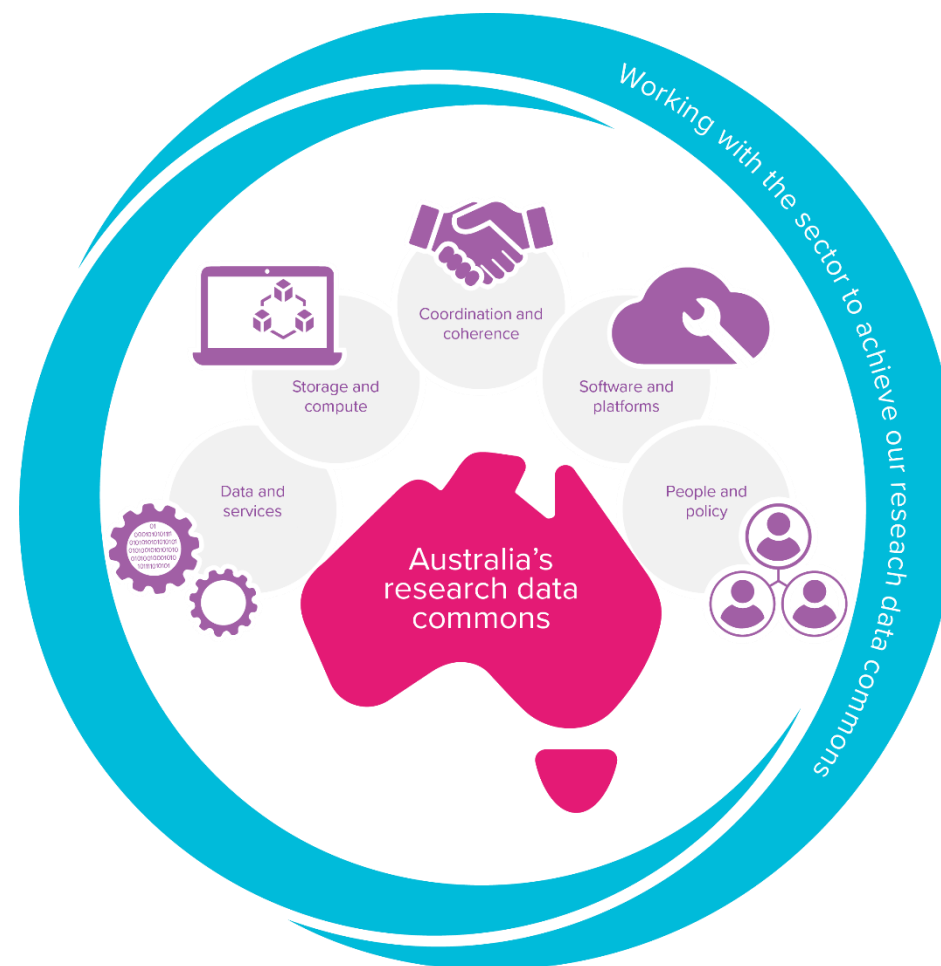 Working with the sector to achieve our reseach data commons
Coordination and
coherence
Storage and
compute
Software and
platforms
Data and
services
People and
policy
01
Australia's
research data
commons